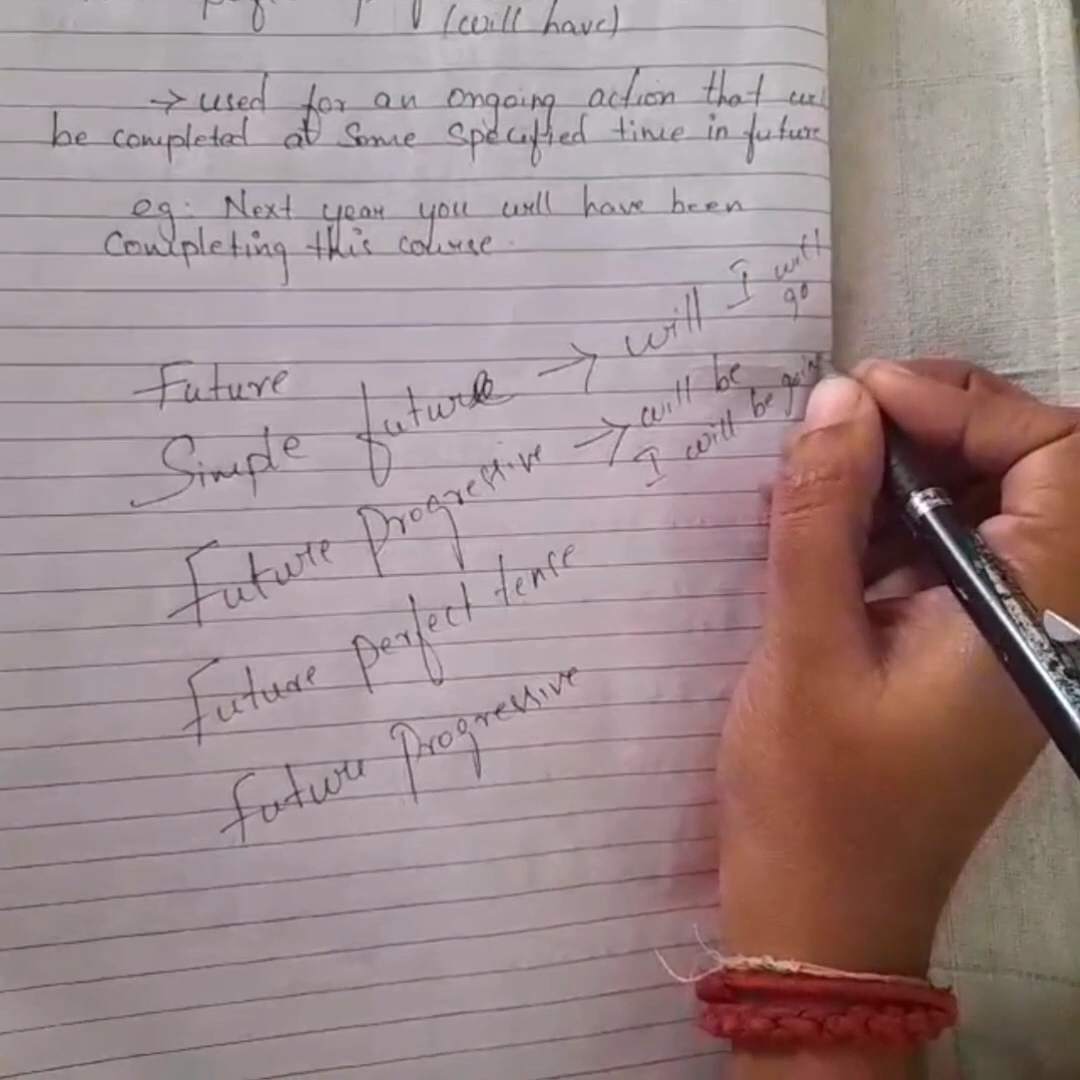 (will have)
→ used for an ongoing action that
be completed at some specified time in future
eg: Next year you will have been
Completing this course.
Future
Simple future → will I will go
Future Progressive → will be
I will be going
Future perfect tense
Future Progressive